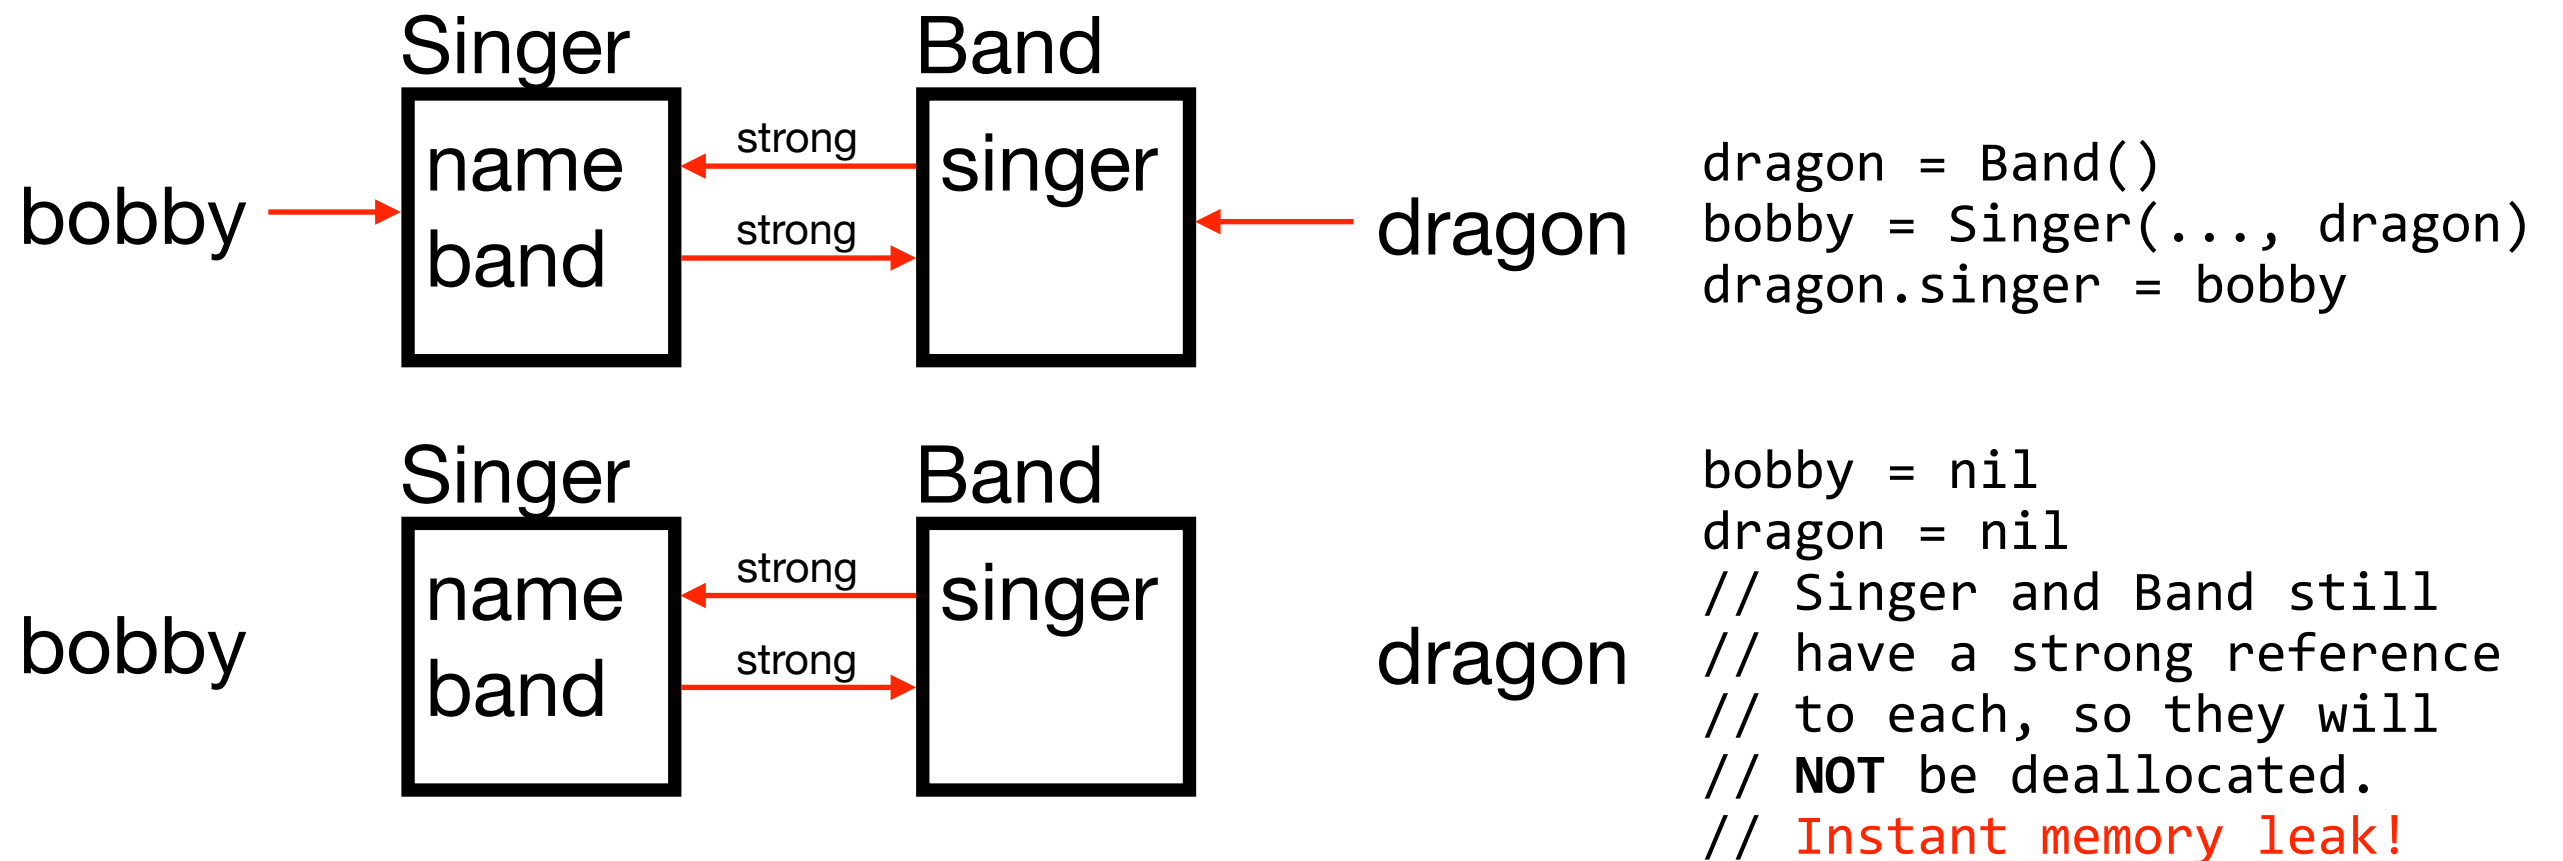 Singer
Band
name
band
strong
strong
singer
bobby
dragon
dragon = Band()
bobby = Singer(..., dragon)
dragon.singer = bobby
Singer
Band
name
band
strong
strong
singer
bobby
dragon
bobby = nil
dragon = nil
// Singer and Band still
// have a strong reference
// to each, so they will
// NOT be deallocated.
// Instant memory leak!